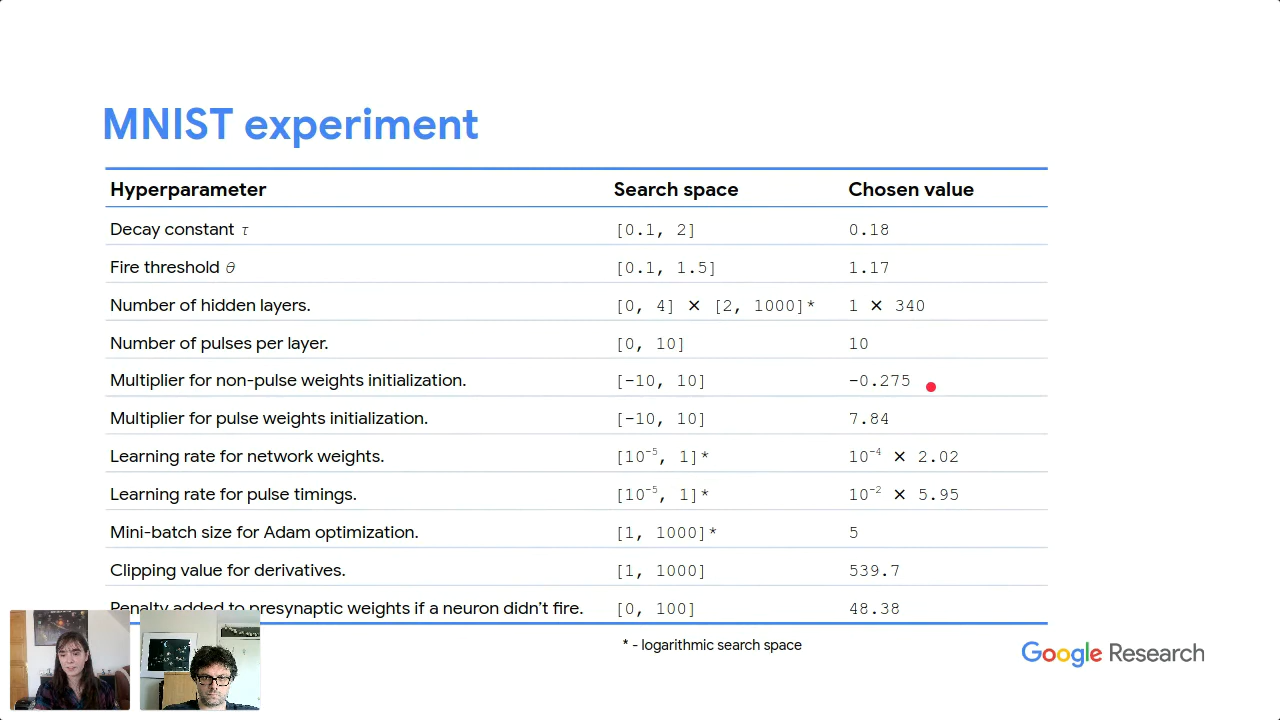 MNIST experiment
Hyperparameter Search space Chosen value
Decay constant τ [0.1, 2] 0.18
Fire threshold θ [0.1, 1.5] 1.17
Number of hidden layers. [0, 4] × [2, 1000]* 1 × 340
Number of pulses per layer. [0, 10] 10
Multiplier for non-pulse weights initialization. [-10, 10] -0.275
Multiplier for pulse weights initialization. [-10, 10] 7.84
Learning rate for network weights. [10⁻⁵, 1]* 10⁻⁴ × 2.02
Learning rate for pulse timings. [10⁻⁵, 1]* 10⁻² × 5.95
Mini-batch size for Adam optimization. [1, 1000]* 5
Clipping value for derivatives. [1, 1000] 539.7
Penalty added to presynaptic weights if a neuron didn't fire. [0, 100] 48.38
* - logarithmic search space
Google Research